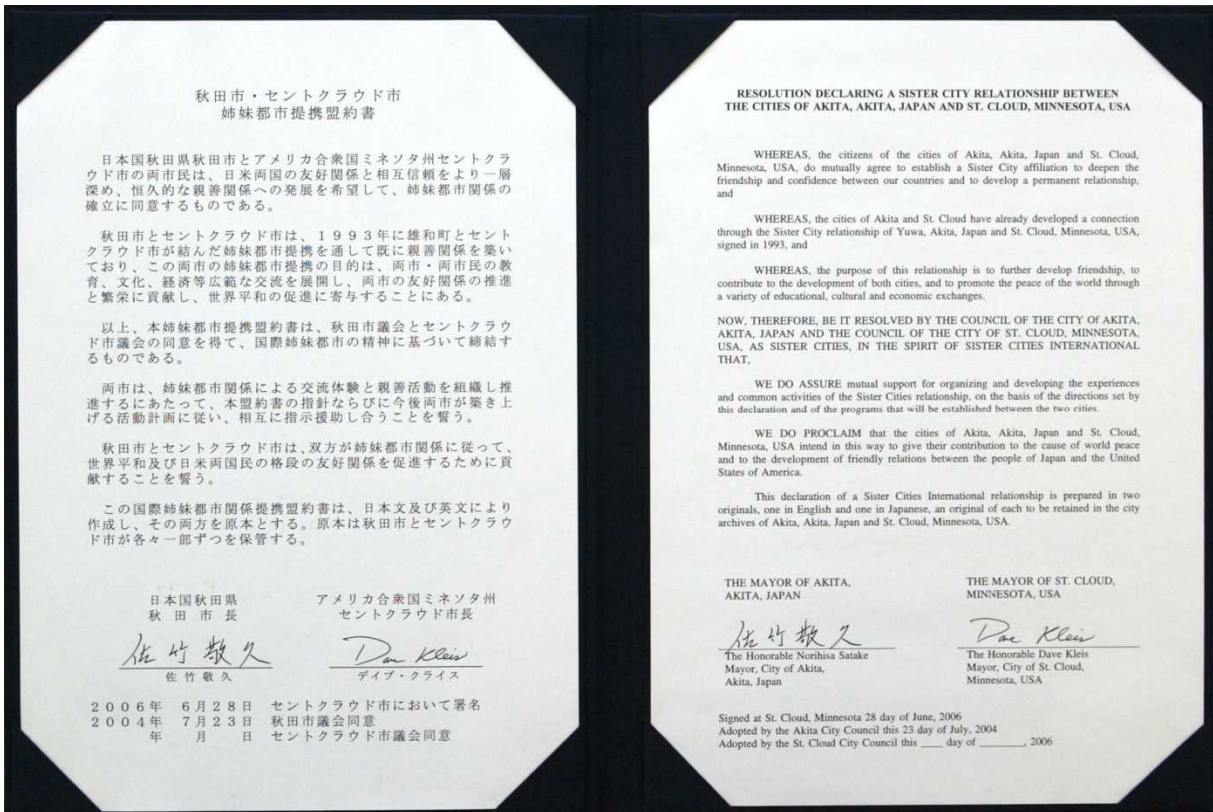 秋田市・セントクラウド市
姉妹都市提携盟約書
日本国秋田県秋田市とアメリカ合衆国ミネソタ州セントクラ
ウド市の両市民は、日米両国の友好関係と相互信頼をより一層
深め、恒久的な親善関係への発展を希望して、姉妹都市関係の
確立に同意するものである。
秋田市とセントクラウド市は、1993年に雄和町とセント
クラウド市が結んだ姉妹都市提携を通して既に親善関係を築い
ており、この両市の姉妹都市提携の目的は、両市・両市民の教
育、文化、経済等広範な交流を展開し、両市の友好関係の推進
と繁栄に貢献し、世界平和の促進に寄与することにある。
以上、本姉妹都市提携盟約書は、秋田市議会とセントクラウ
ド市議会の同意を得て、国際姉妹都市の精神に基づいて締結す
るものである。
両市は、姉妹都市関係による交流体験と親善活動を組織し推
進するにあたって、本盟約書の指針ならびに今後両市が築き上
げる活動計画に従い、相互に指示援助し合うことを誓う。
秋田市とセントクラウド市は、双方が姉妹都市関係に従って、
世界平和及び日米両国民の格段の友好関係を促進するために貢
献することを誓う。
この国際姉妹都市関係提携盟約書は、日本文及び英文により
作成し、その両方を原本とする。原本は秋田市とセントクラウ
ド市が各々一部ずつを保管する。
日本国秋田県
秋田市長
佐竹敬久
佐竹敬久
アメリカ合衆国ミネソタ州
セントクラウド市長
Dave Kleis
デイブ・クライス
2006年 6月28日 セントクラウド市において署名
2004年 7月23日 秋田市議会同意
年 月 日 セントクラウド市議会同意
RESOLUTION DECLARING A SISTER CITY RELATIONSHIP BETWEEN
THE CITIES OF AKITA, AKITA, JAPAN AND ST. CLOUD, MINNESOTA, USA
WHEREAS, the citizens of the cities of Akita, Akita, Japan and St. Cloud,
Minnesota, USA, do mutually agree to establish a Sister City affiliation to deepen the
friendship and confidence between our countries and to develop a permanent relationship,
and
WHEREAS, the cities of Akita and St. Cloud have already developed a connection
through the Sister City relationship of Yuwa, Akita, Japan and St. Cloud, Minnesota, USA,
signed in 1993, and
WHEREAS, the purpose of this relationship is to further develop friendship, to
contribute to the development of both cities, and to promote the peace of the world through
a variety of educational, cultural and economic exchanges.
NOW, THEREFORE, BE IT RESOLVED BY THE COUNCIL OF THE CITY Of AKITA,
AKITA, JAPAN AND THE COUNCIL OF THE CITY OF ST. CLOUD, MINNESOTA,
USA, AS SISTER CITIES, IN THE SPIRIT OF SISTER CITIES INTERNATIONAL
THAT,
WE DO ASSURE mutual support for organizing and developing the experiences
and common activities of the Sister Cities relationship, on the basis of the directions set by
this declaration and of the programs that will be established between the two cities.
WE DO PROCLAIM that the cities of Akita, Akita, Japan and St. Cloud,
Minnesota, USA intend in this way to give their contribution to the cause of world peace
and to the development of friendly relations between the people of Japan and the United
States of America.
This declaration of a Sister Cities International relationship is prepared in two
originals, one in English and one in Japanese, an original of each to be retained in the city
archives of Akita, Akita, Japan and St. Cloud, Minnesota, USA.
THE MAYOR OF AKITA,
AKITA, JAPAN
佐竹敬久
The Honorable Norihisa Satake
Mayor, City of Akita,
Akita, Japan
THE MAYOR OF ST. CLOUD,
MINNESOTA, USA
Dave Kleis
The Honorable Dave Kleis
Mayor, City of St. Cloud,
Minnesota, USA
Signed at St. Cloud, Minnesota 28 day of June, 2006
Adopted by the Akita City Council this 23 day of July, 2004
Adopted by the St. Cloud City Council this ____ day of _______, 2006